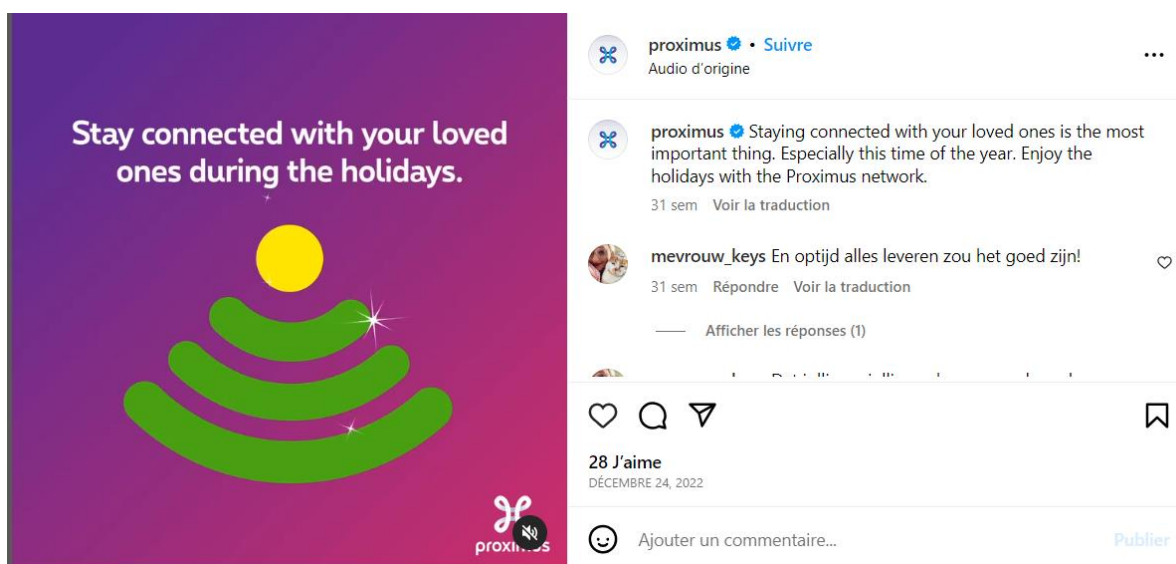 Stay connected with your loved
ones during the holidays.
proximus
proximus • Suivre
Audio d'origine
proximus Staying connected with your loved ones is the most
important thing. Especially this time of the year. Enjoy the
holidays with the Proximus network.
31 sem Voir la traduction
mevrouw_keys En optijd alles leveren zou het goed zijn!
31 sem Répondre Voir la traduction
Afficher les réponses (1)
28 J'aime
DÉCEMBRE 24, 2022
Ajouter un commentaire...
Publier